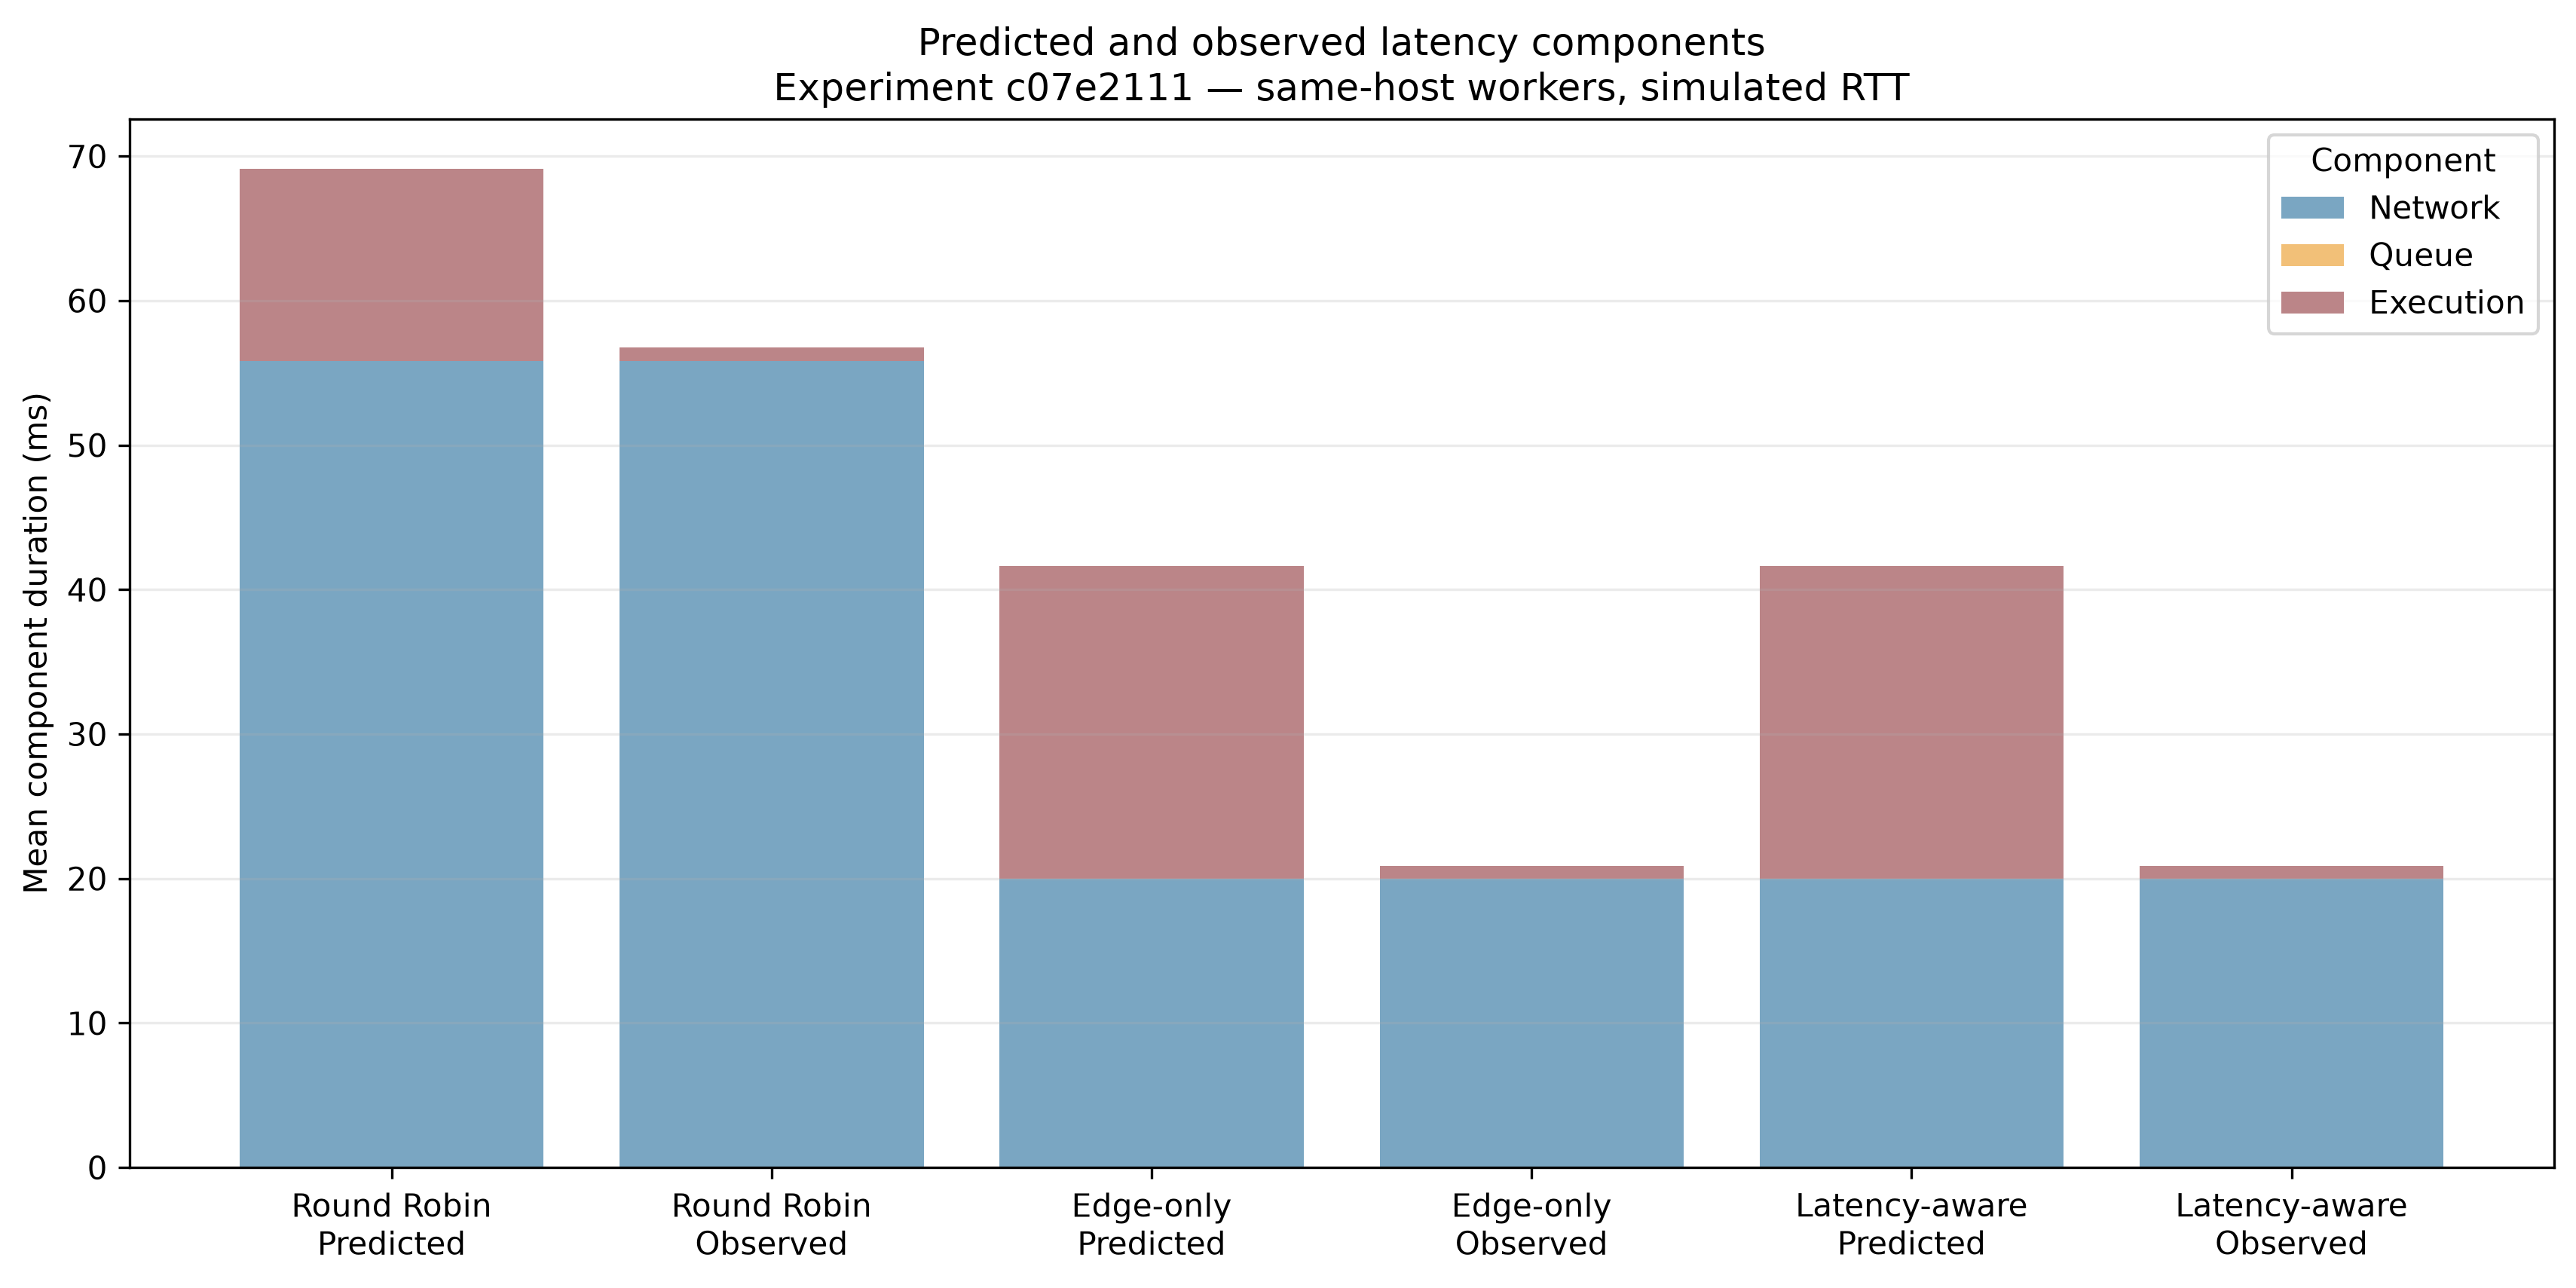 Predicted and observed latency components
Experiment c07e2111 — same-host workers, simulated RTT
Mean component duration (ms)
70
60
50
40
30
20
10
0
Component
Network
Queue
Execution
Round Robin
Predicted
Round Robin
Observed
Edge-only
Predicted
Edge-only
Observed
Latency-aware
Predicted
Latency-aware
Observed